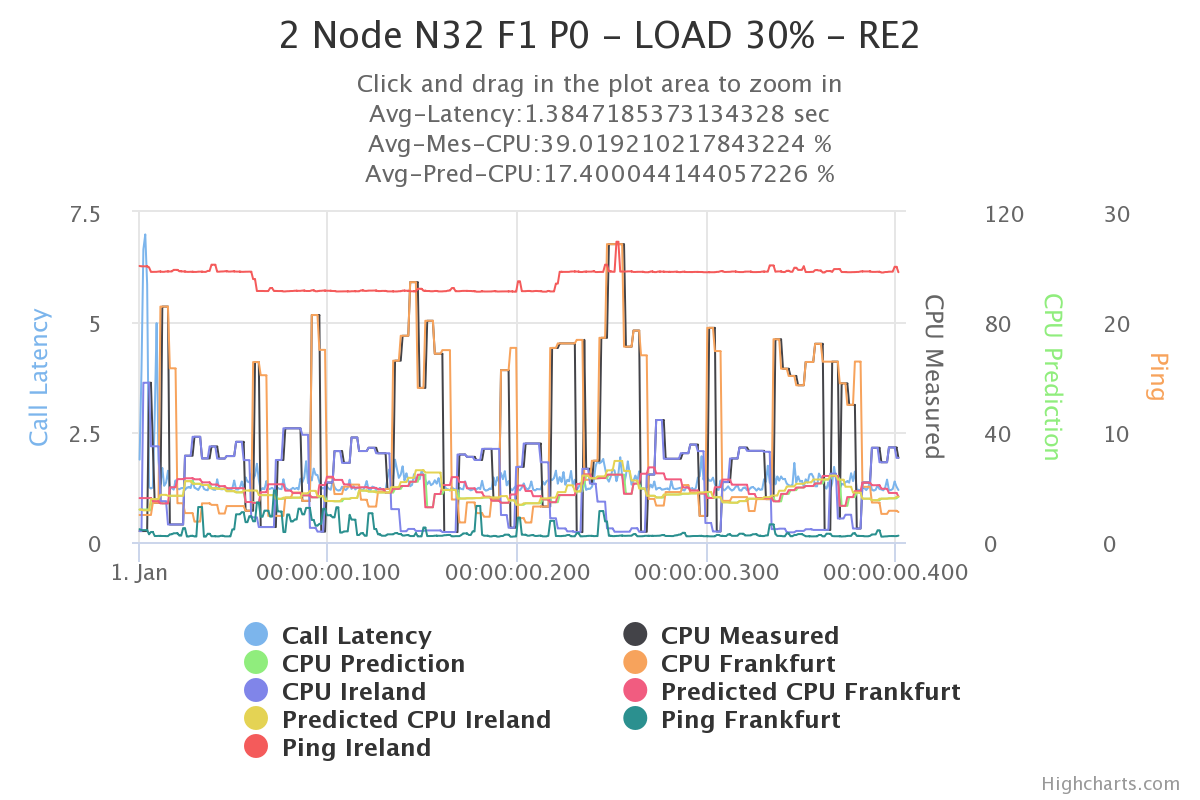 2 Node N32 F1 P0 - LOAD 30% - RE2
Click and drag in the plot area to zoom in
Avg-Latency:1.3847185373134328 sec
Avg-Mes-CPU:39.019210217843224 %
Avg-Pred-CPU:17.400044144057226 %
7.5
5
2.5
0
Call Latency
120
80
40
0
CPU Measured
CPU Prediction
30
20
10
0
Ping
1. Jan
00:00:00.100
00:00:00.200
00:00:00.300
00:00:00.400
Call Latency
CPU Measured
CPU Prediction
CPU Frankfurt
CPU Ireland
Predicted CPU Frankfurt
Predicted CPU Ireland
Ping Frankfurt
Ping Ireland
Highcharts.com